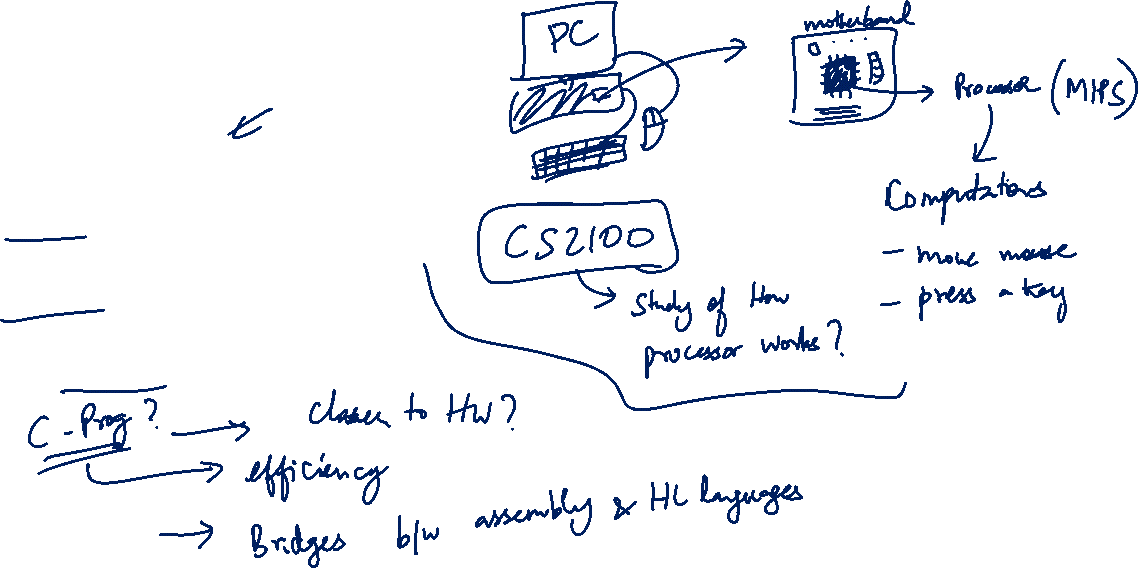 motherboard
PC
Processor (MIPS)
Computations
- move mouse
- press a key
CS2100
Study of How
processor works?
C-Prog?
closer to HW?
efficiency
Bridges b/w assembly & HL languages